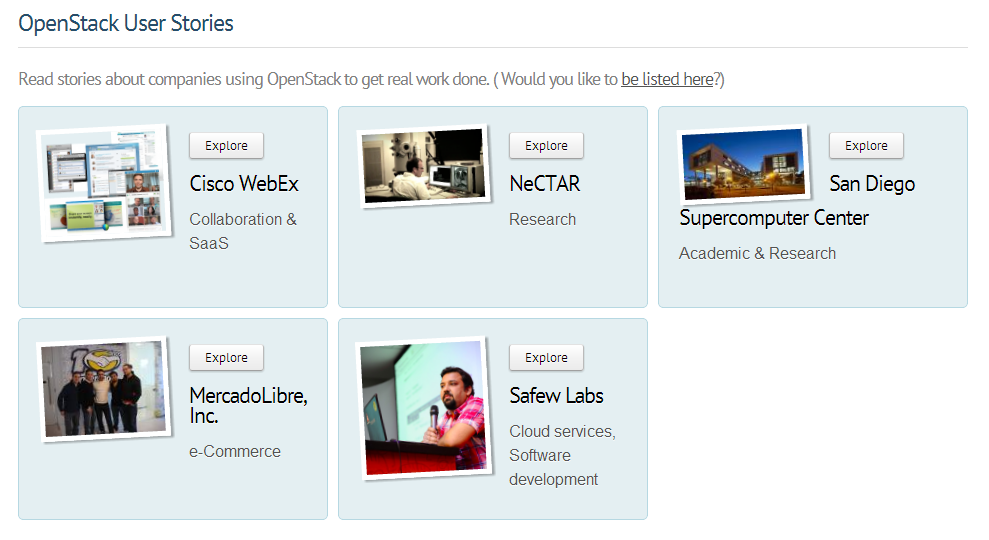 OpenStack User Stories
Read stories about companies using OpenStack to get real work done. ( Would you like to be listed here?)
Explore
Cisco WebEx
Collaboration &
SaaS
Explore
NeCTAR
Research
Explore
San Diego
Supercomputer Center
Academic & Research
Explore
MercadoLibre,
Inc.
e-Commerce
Explore
Safew Labs
Cloud services,
Software
development